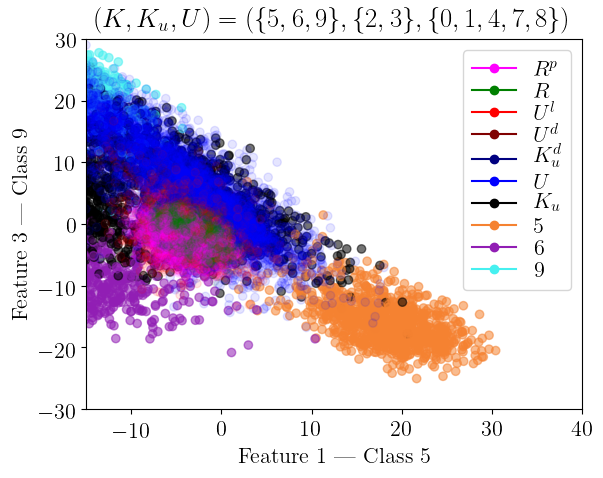 (K, K_u, U) = ({5, 6, 9}, {2, 3}, {0, 1, 4, 7, 8})
30
20
10
0
−10
−20
−30
Feature 3 — Class 9
R^p
R
U^l
U^d
K_u^d
U
K_u
5
6
9
−10
0
10
20
30
40
Feature 1 — Class 5